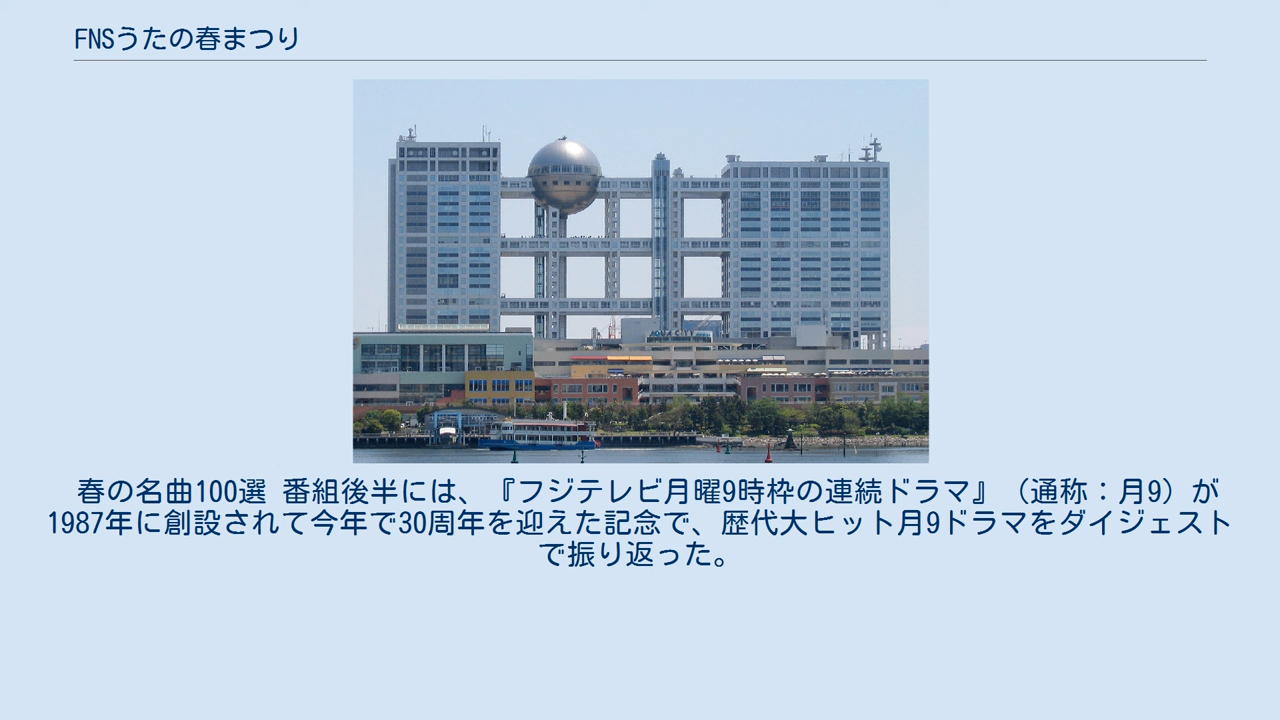 FNSうたの春まつり
春の名曲100選 番組後半には、『フジテレビ月曜9時枠の連続ドラマ』（通称：月9）が
1987年に創設されて今年で30周年を迎えた記念で、歴代大ヒット月9ドラマをダイジェスト
で振り返った。